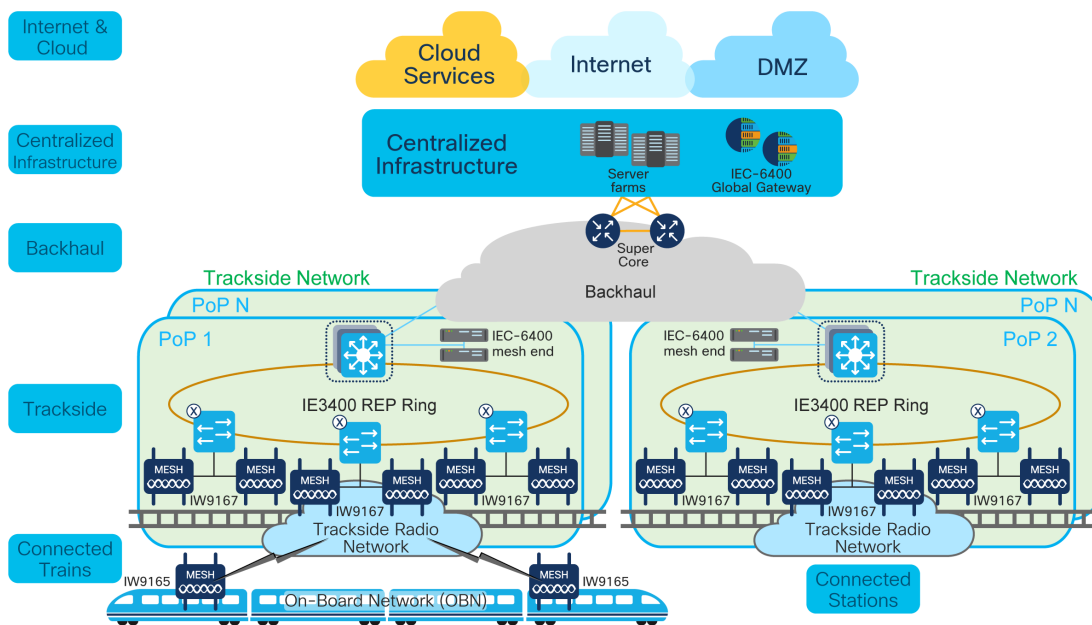 Internet &
Cloud
Cloud
Services
Internet
DMZ
Centralized
Infrastructure
Centralized
Infrastructure
Server
farms
IEC-6400
Global Gateway
Backhaul
Super
Core
Backhaul
Trackside Network
Trackside Network
PoP N
PoP N
PoP 1
IEC-6400
mesh end
IEC-6400
mesh end
PoP 2
Trackside
IE3400 REP Ring
X
X
X
IE3400 REP Ring
X
X
X
MESH
MESH
MESH
MESH
MESH
MESH
IW9167
IW9167
IW9167
MESH
MESH
MESH
MESH
MESH
MESH
IW9167
IW9167
IW9167
Trackside Radio
Network
Trackside Radio
Network
Connected
Trains
IW9165
MESH
MESH
IW9165
On-Board Network (OBN)
Connected
Stations